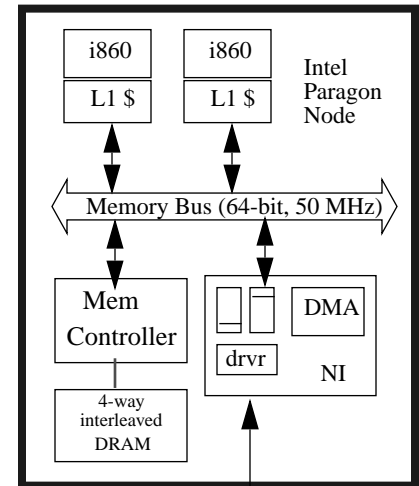 i860
i860
L1 $
L1 $
Intel
Paragon
Node
Memory Bus (64-bit, 50 MHz)
Mem
Controller
DMA
drvr
NI
4-way
interleaved
DRAM